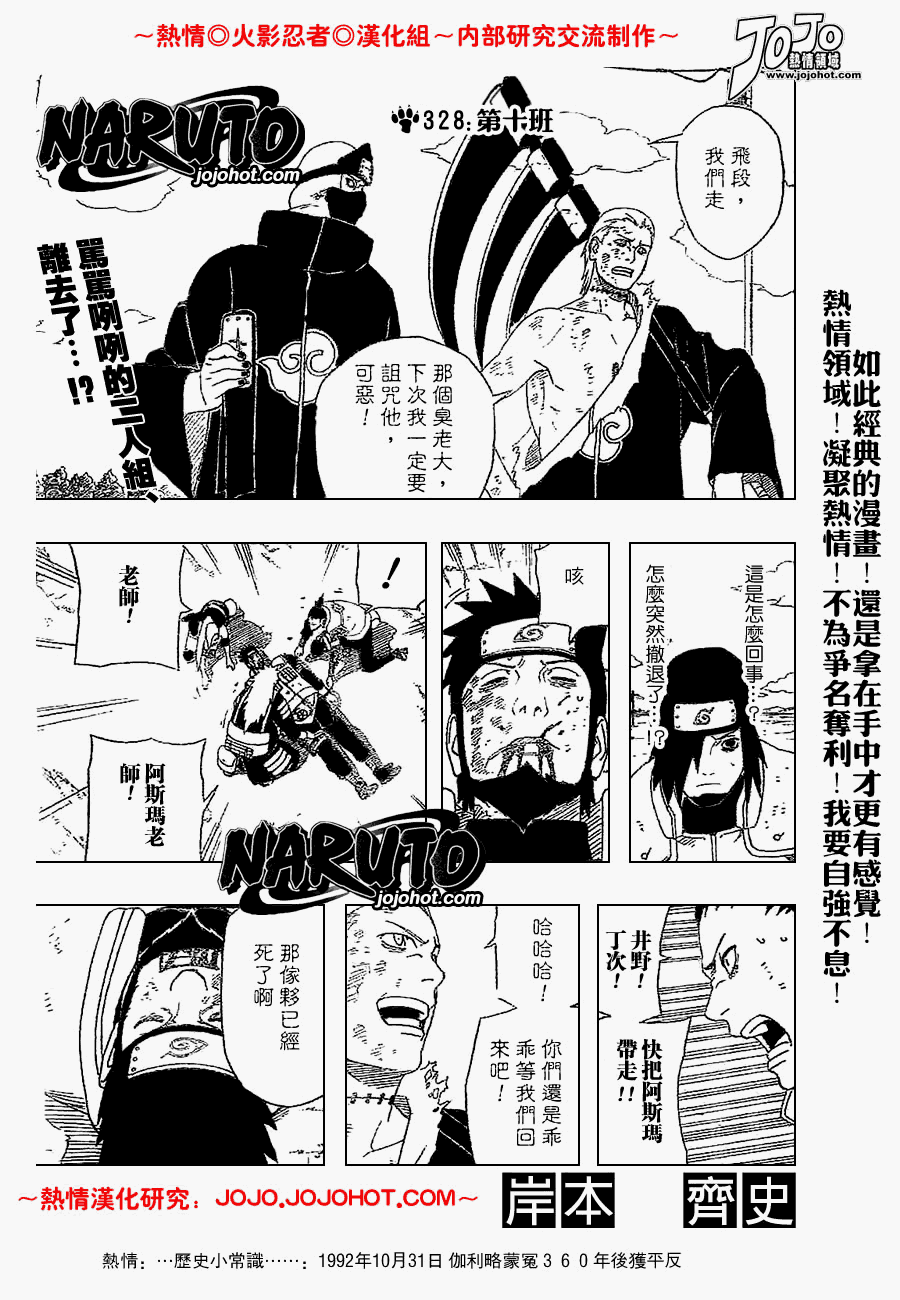 ~熱情◎火影忍者◎漢化組~内部研究交流制作~
JOJO
熱情領域
www.jojohot.com
NARUTO
jojohot.com
328:第十班
飛段，
我們走
罵罵咧咧的二人組、
離去了…!?
那個臭老大，
下次我一定要
詛咒他，
可惡！
如此經典的漫畫！還是拿在手中才更有感覺！
熱情領域！凝聚熱情！不為爭名奪利！我要自強不息！
這是怎麼回事…?
怎麼突然撤退了…!?
咳
！
老師！
阿斯瑪老
師！
NARUTO
jojohot.com
井野！
丁次！
快把阿斯瑪
帶走!!
哈哈哈！
你們還是乖
乖等我們回
來吧！
那傢夥已經
死了啊
~熱情漢化研究：JOJO.JOJOHOT.COM~
岸本 齊史
熱情：…歷史小常識……：1992年10月31日 伽利略蒙冤３６０年後獲平反